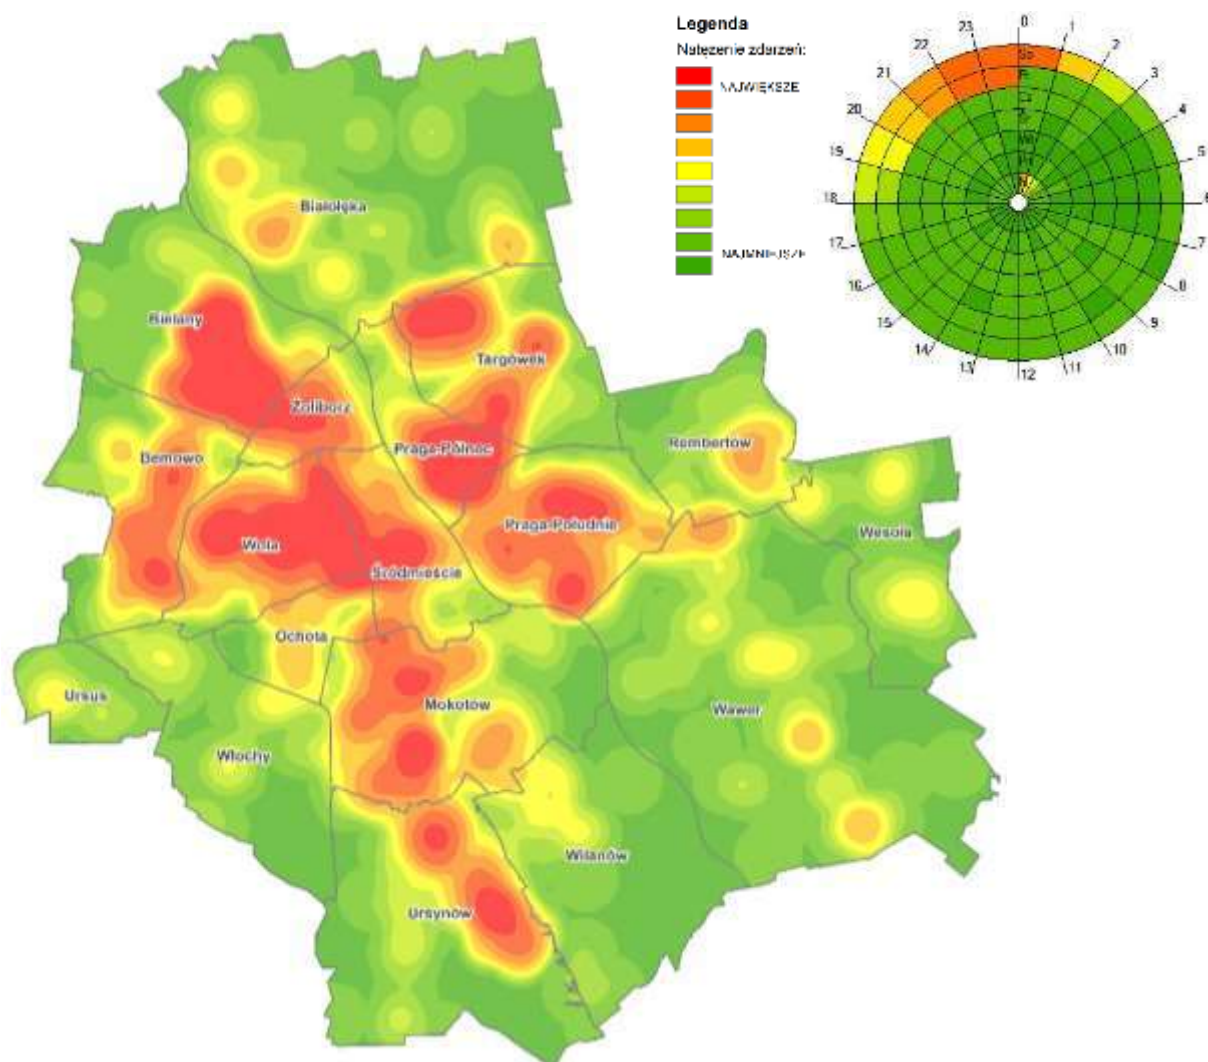 Legenda
Natężenie zdarzeń:
NAJWIĘKSZE
NAJMNIEJSZE
0
1
2
3
4
5
6
7
8
9
10
11
12
13
14
15
16
17
18
19
20
21
22
23
Białołęka
Bielany
Targówek
Żoliborz
Praga-Północ
Rembertów
Bemowo
Praga-Południe
Wesoła
Wola
Śródmieście
Ochota
Ursus
Mokotów
Wawer
Włochy
Wilanów
Ursynów